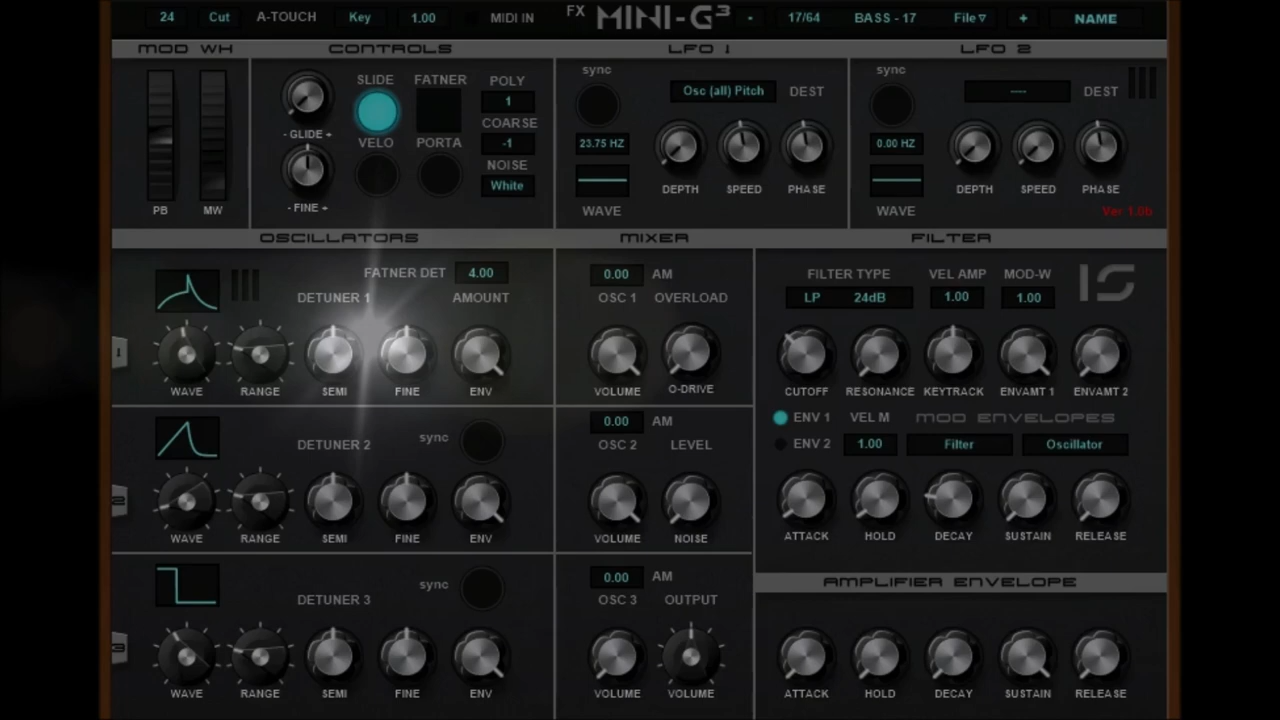 24 Cut A-TOUCH Key 1.00 MIDI IN FX MINI-G³ - 17/64 BASS - 17 File▿ + NAME
MOD WH CONTROLS LFO 1 LFO 2
SLIDE FATNER POLY
1
COARSE
-1
NOISE
White
- GLIDE +
VELO PORTA
- FINE +
PB MW
sync
Osc (all) Pitch DEST
23.75 HZ
DEPTH SPEED PHASE
WAVE
sync
---- DEST
0.00 HZ
DEPTH SPEED PHASE
WAVE
Ver 1.0b
OSCILLATORS MIXER FILTER
FATNER DET 4.00
DETUNER 1 AMOUNT
1
WAVE RANGE SEMI FINE ENV
0.00 AM
OSC 1 OVERLOAD
VOLUME O-DRIVE
FILTER TYPE VEL AMP MOD-W IS
LP 24dB 1.00 1.00
CUTOFF RESONANCE KEYTRACK ENVAMT 1 ENVAMT 2
DETUNER 2 sync
2
WAVE RANGE SEMI FINE ENV
0.00 AM
OSC 2 LEVEL
VOLUME NOISE
ENV 1 VEL M MOD ENVELOPES
ENV 2 1.00 Filter Oscillator
ATTACK HOLD DECAY SUSTAIN RELEASE
sync
DETUNER 3
3
WAVE RANGE SEMI FINE ENV
0.00 AM
OSC 3 OUTPUT
VOLUME VOLUME
AMPLIFIER ENVELOPE
ATTACK HOLD DECAY SUSTAIN RELEASE